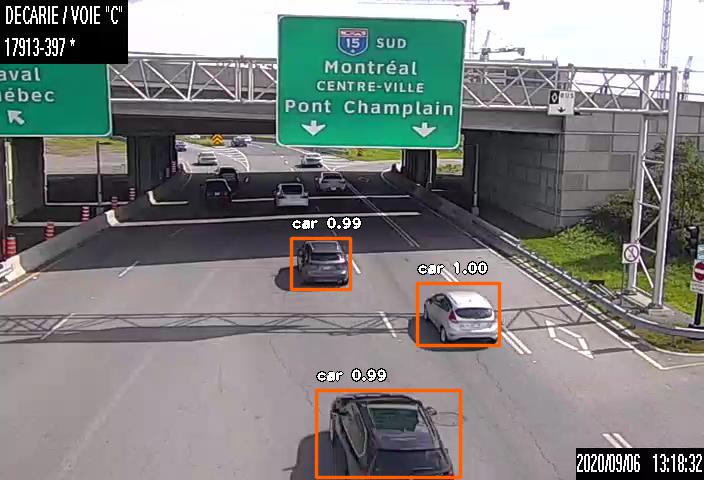 DECARIE / VOIE "C"
17913-397 *
aval
ébec
15 SUD
Montréal
CENTRE-VILLE
Pont Champlain
car 0.99
car 1.00
car 0.99
2020/09/06 13:18:32